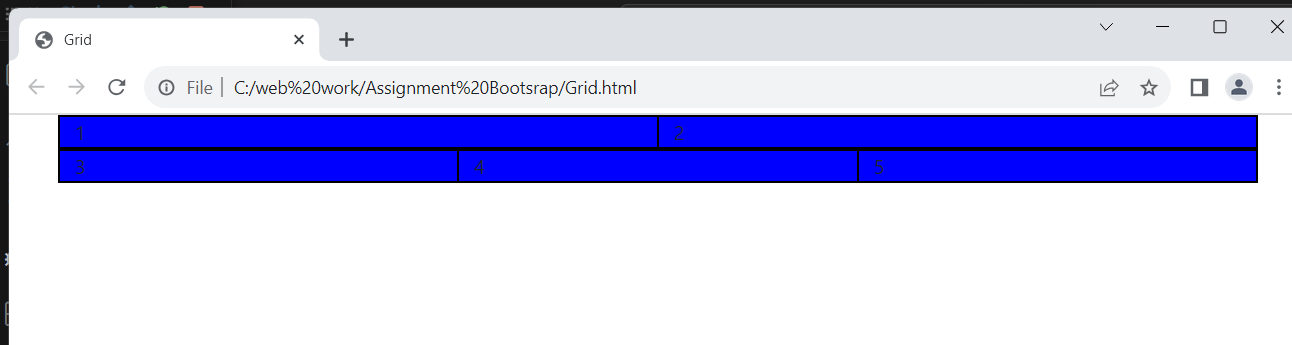 Grid
File | C:/web%20work/Assignment%20Bootsrap/Grid.html
1 2
3 4 5